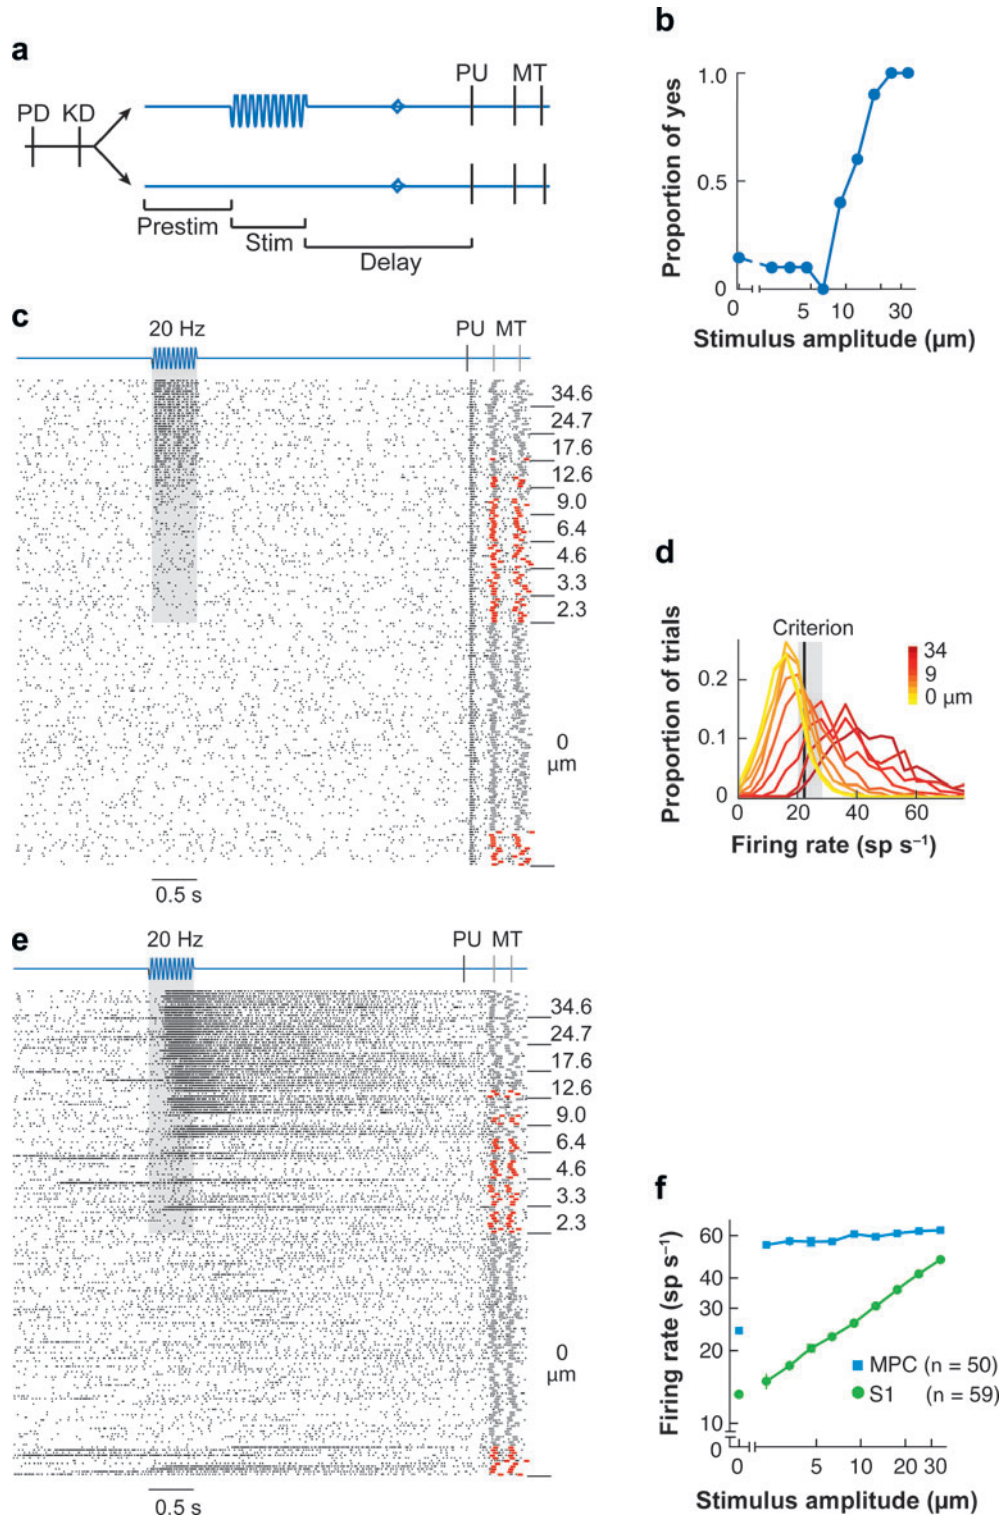 a
PD KD
PU MT
Prestim
Stim
Delay
b
Proportion of yes
1.0
0.5
0
0 5 10 30
Stimulus amplitude (µm)
c
20 Hz
PU MT
34.6
24.7
17.6
12.6
9.0
6.4
4.6
3.3
2.3
0
µm
0.5 s
d
Proportion of trials
Criterion
0.2
0.1
0
34
9
0 µm
0 20 40 60
Firing rate (sp s⁻¹)
e
20 Hz
PU MT
34.6
24.7
17.6
12.6
9.0
6.4
4.6
3.3
2.3
0
µm
0.5 s
f
Firing rate (sp s⁻¹)
60
40
30
20
10
0
MPC (n = 50)
S1 (n = 59)
0 5 10 20 30
Stimulus amplitude (µm)